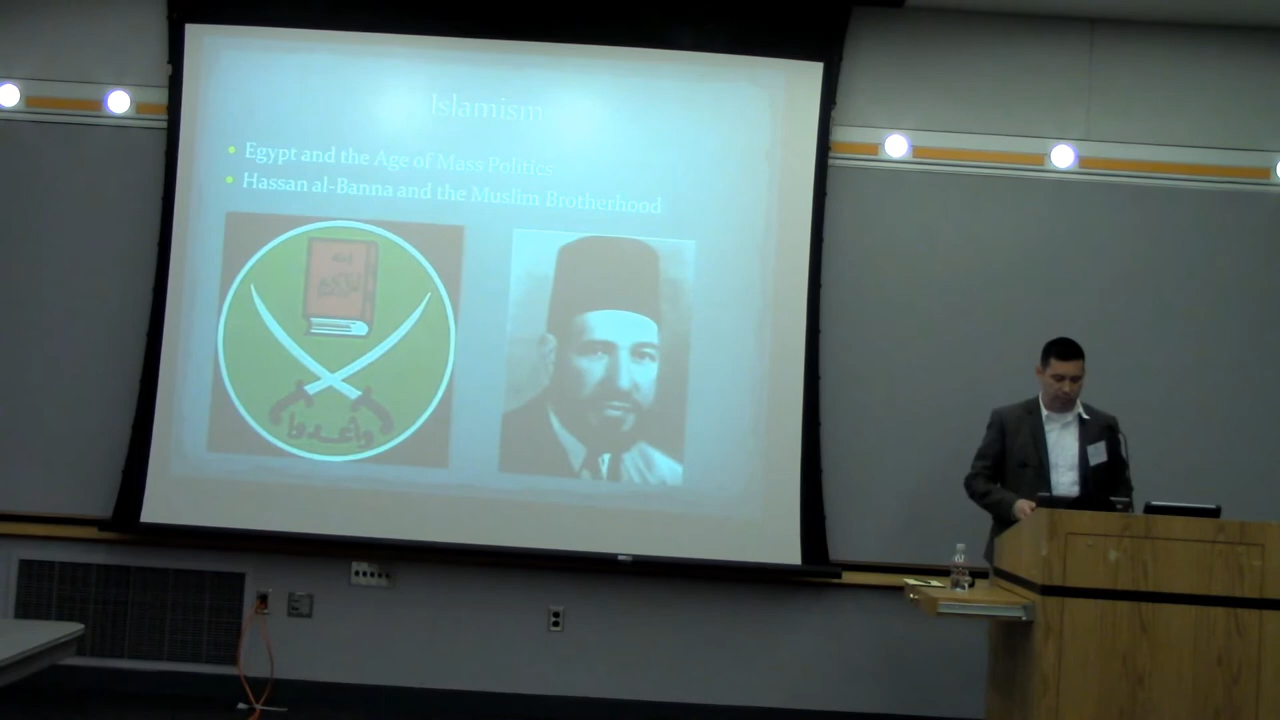 Islamism
• Egypt and the Age of Mass Politics
• Hassan al-Banna and the Muslim Brotherhood
وأعدوا